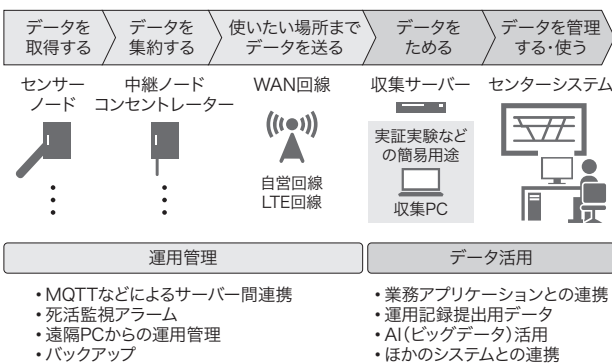 データを
取得する
データを
集約する
使いたい場所まで
データを送る
データを
ためる
データを管理
する・使う
センサー
ノード
中継ノード
コンセントレーター
WAN回線
収集サーバー
センターシステム
自営回線
LTE回線
実証実験など
の簡易用途
収集PC
運用管理
・MQTTなどによるサーバー間連携
・死活監視アラーム
・遠隔PCからの運用管理
・バックアップ
データ活用
・業務アプリケーションとの連携
・運用記録提出用データ
・AI(ビッグデータ)活用
・ほかのシステムとの連携